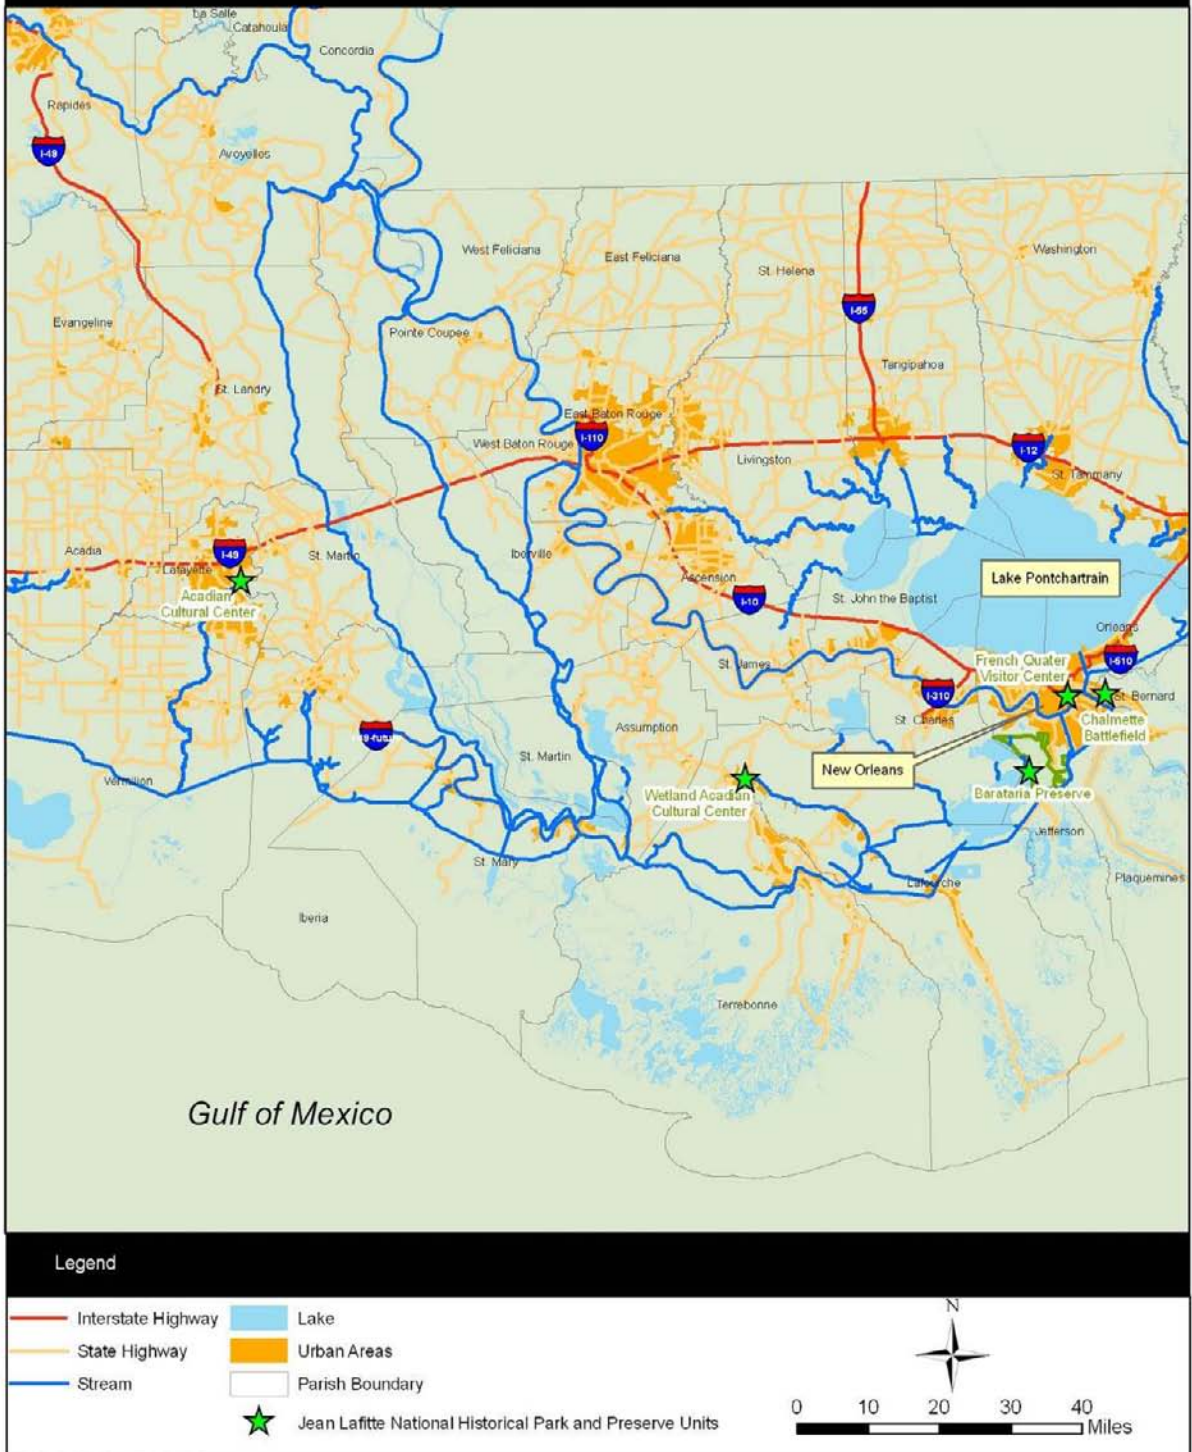 La Salle
Catahoula
Concordia
Rapides
I-49
Avoyelles
West Feliciana
East Feliciana
St. Helena
Washington
I-55
Evangeline
Pointe Coupee
Tangipahoa
St. Landry
East Baton Rouge
I-110
West Baton Rouge
I-12
Livingston
St. Tammany
Acadia
I-49
St. Martin
Iberville
Lafayette
Lake Pontchartrain
Ascension
Acadian
Cultural Center
I-10
St. John the Baptist
Orleans
I-610
St. James
French Quater
Visitor Center
I-310
St. Bernard
St. Charles
Chalmette
Battlefield
Assumption
I-49-future
St. Martin
New Orleans
Vermilion
Wetland Acadian
Cultural Center
Barataria Preserve
Jefferson
St. Mary
Lafourche
Plaquemines
Iberia
Terrebonne
Gulf of Mexico
Legend
Interstate Highway
State Highway
Stream
Lake
Urban Areas
Parish Boundary
Jean Lafitte National Historical Park and Preserve Units
N
0 10 20 30 40
Miles